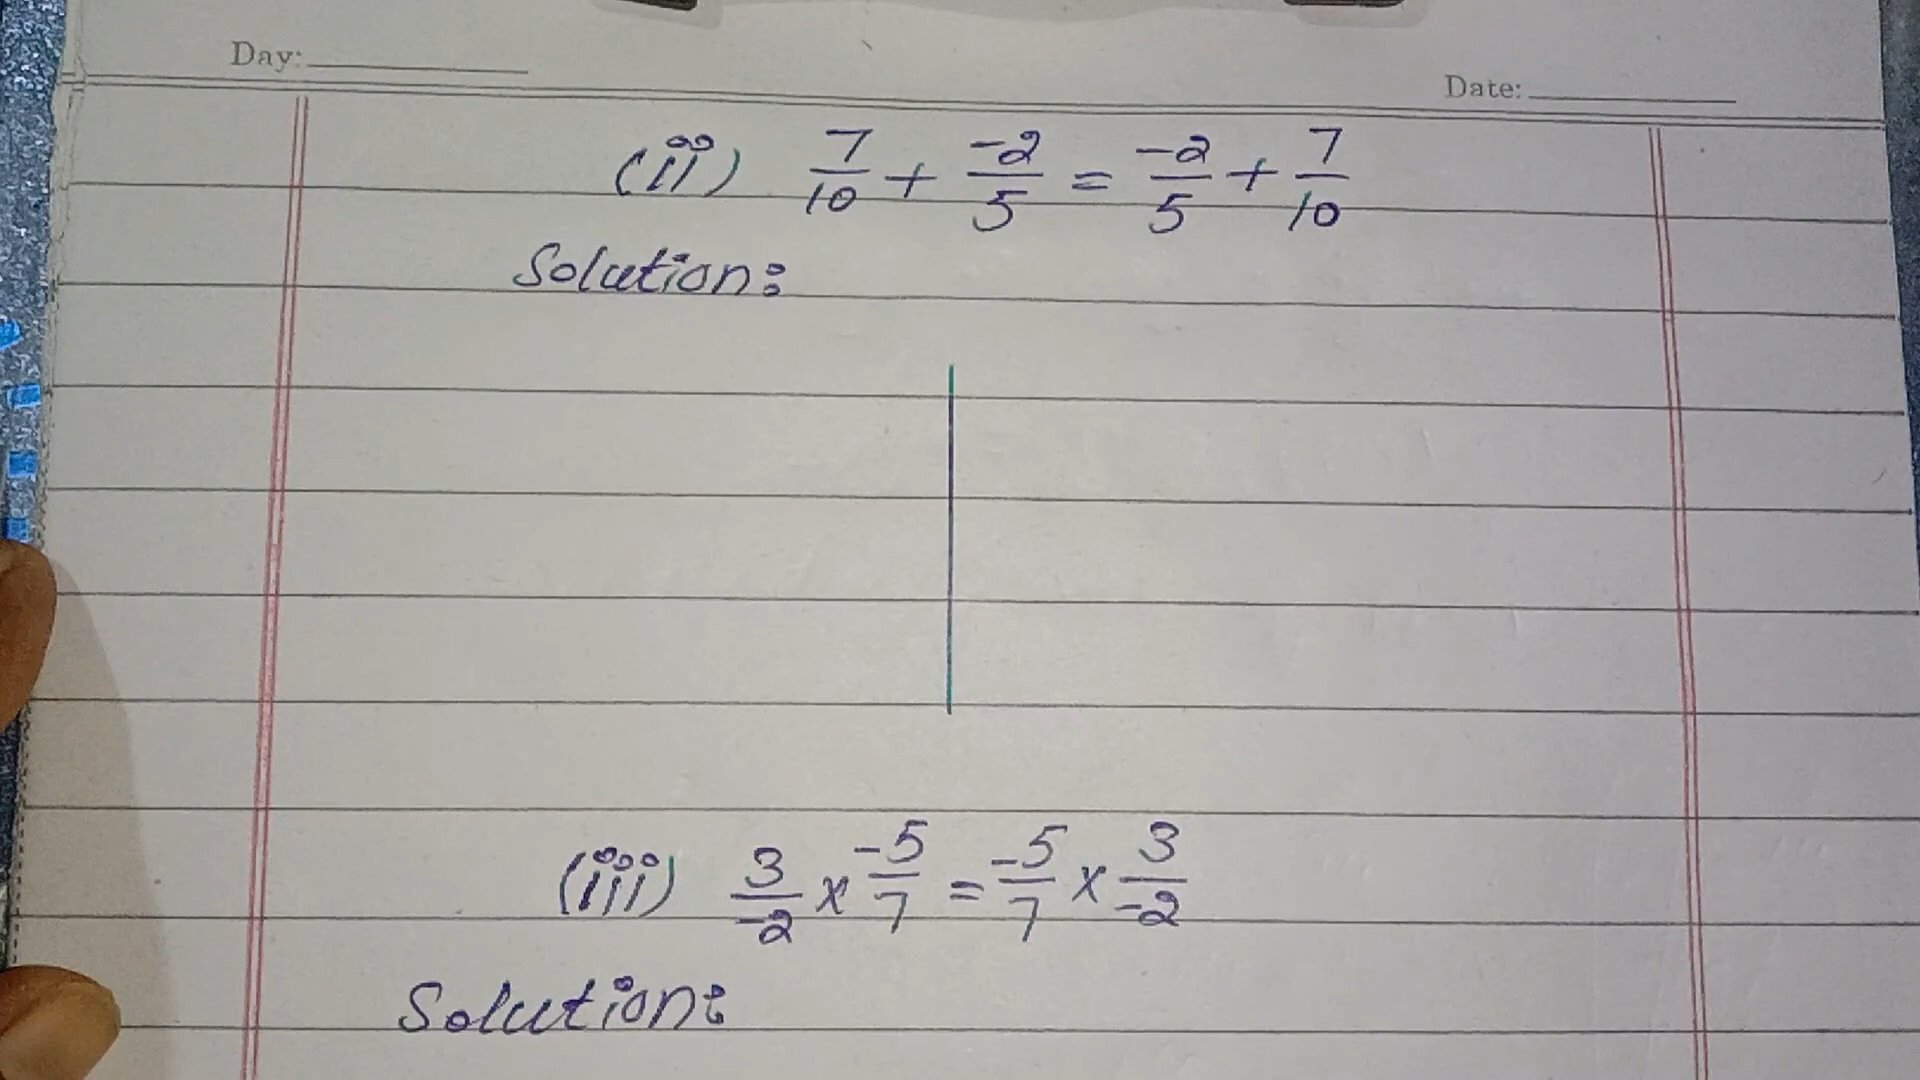 Day:
Date:
(ii) 7/10 + -2/5 = -2/5 + 7/10
Solution:
(iii) 3/-2 × -5/7 = -5/7 × 3/-2
Solution: